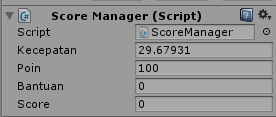 Score Manager (Script)
Script ScoreManager
Kecepatan 29.67931
Poin 100
Bantuan 0
Score 0